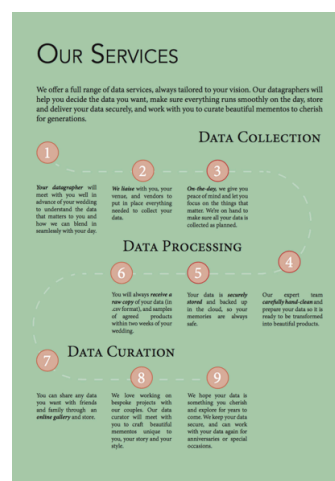 OUR SERVICES
We offer a full range of data services, always tailored to your vision. Our datagraphers will
help you decide the data you want, make sure everything runs smoothly on the day, store
and deliver your data securely, and work with you to curate beautiful mementos to cherish
for generations.
DATA COLLECTION
1
Your datagrapher will
meet with you well in
advance of your wedding
to understand the data
that matters to you and
how we can blend in
seamlessly with your day.
2
We liaise with you, your
venue, and vendors to
put in place everything
needed to collect your
data.
3
On the day, we give you
peace of mind and let you
focus on the things that
matter. We're on hand to
make sure all your data is
collected as planned.
DATA PROCESSING
4
Our expert team
carefully hand-clean and
prepare your data so it is
ready to be transformed
into beautiful products.
5
Your data is securely
stored and backed up
in the cloud, so your
memories are always
safe.
6
You will always receive a
raw copy of your data (in
.csv format), and samples
of agreed products
within two weeks of your
wedding.
DATA CURATION
7
You can share any data
you want with friends
and family through an
online gallery and store.
8
We love working on
bespoke projects with
our couples. Our data
curator will meet with
you to craft beautiful
mementos unique to
you, your story and your
style.
9
We hope your data is
something you cherish
and explore for years to
come. We keep your data
secure, and can work
with your data again for
anniversaries or special
occasions.